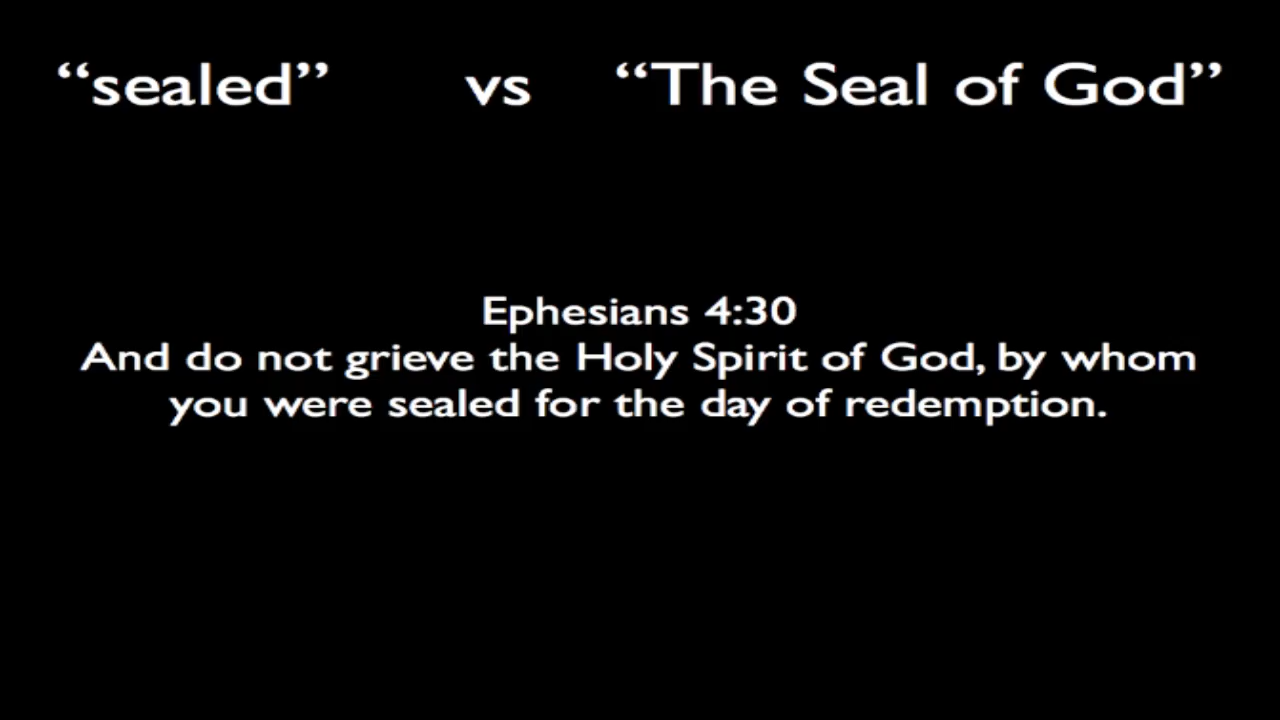 “sealed” vs “The Seal of God”
Ephesians 4:30
And do not grieve the Holy Spirit of God, by whom
you were sealed for the day of redemption.